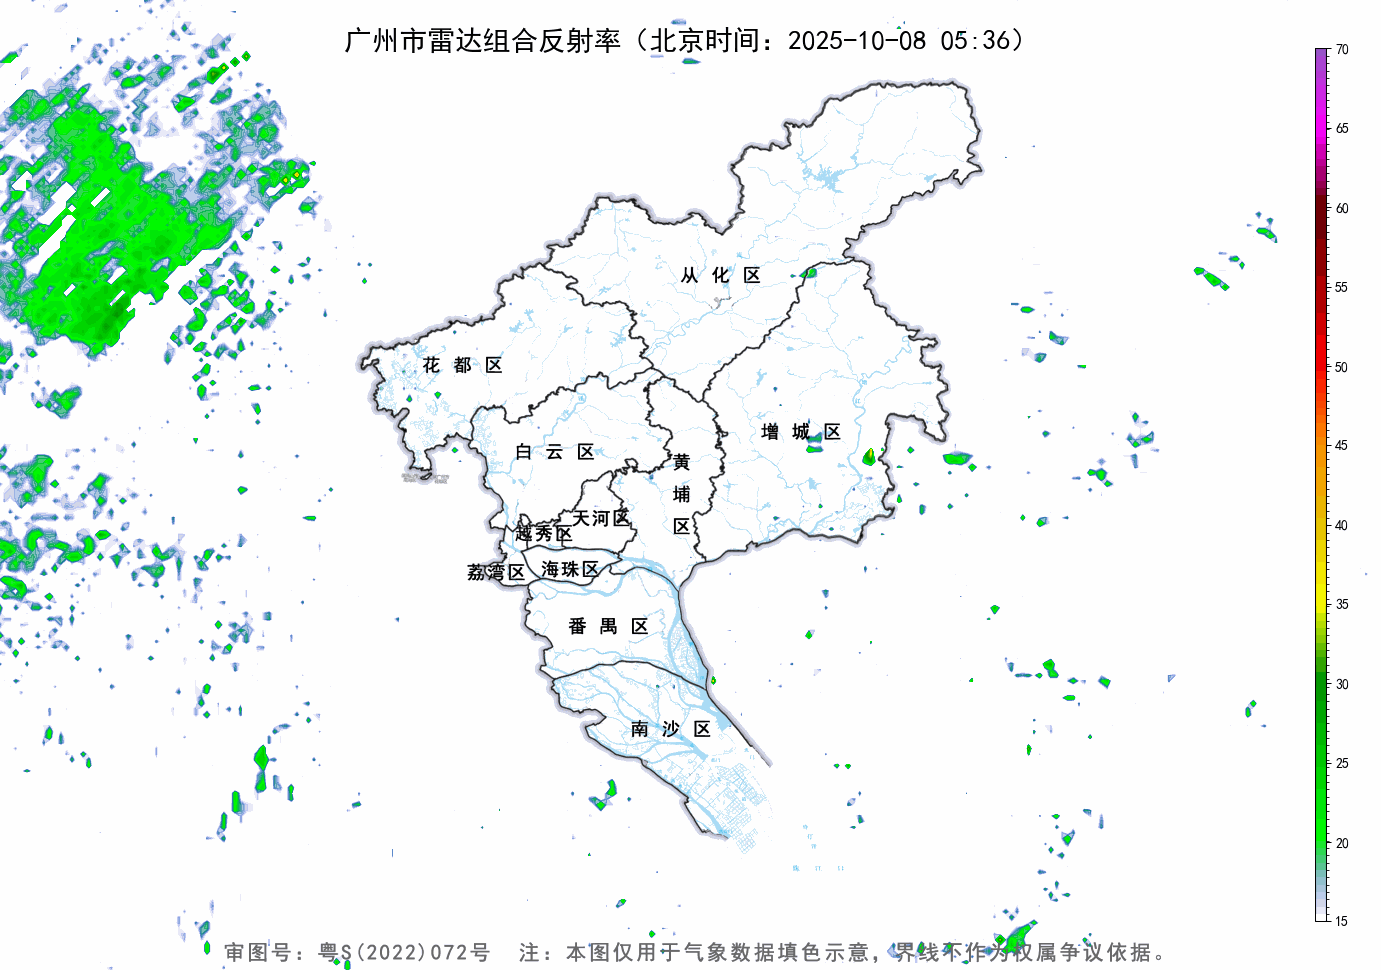 广州市雷达组合反射率（北京时间：2025-10-08 05:36）
70
65
60
55
50
45
40
35
30
25
20
15
从化区
花都区
增城区
白云区
黄埔区
天河区
越秀区
荔湾区
海珠区
番禺区
南沙区
审图号：粤S(2022)072号 注：本图仅用于气象数据填色示意，界线不作为权属争议依据。